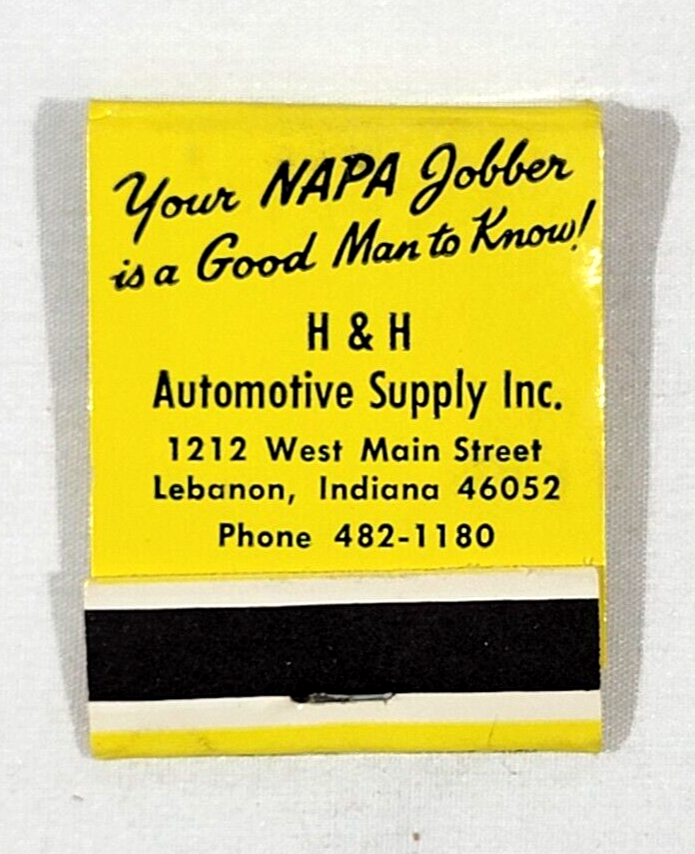 Your NAPA Jobber
is a Good Man to Know!
H & H
Automotive Supply Inc.
1212 West Main Street
Lebanon, Indiana 46052
Phone 482-1180